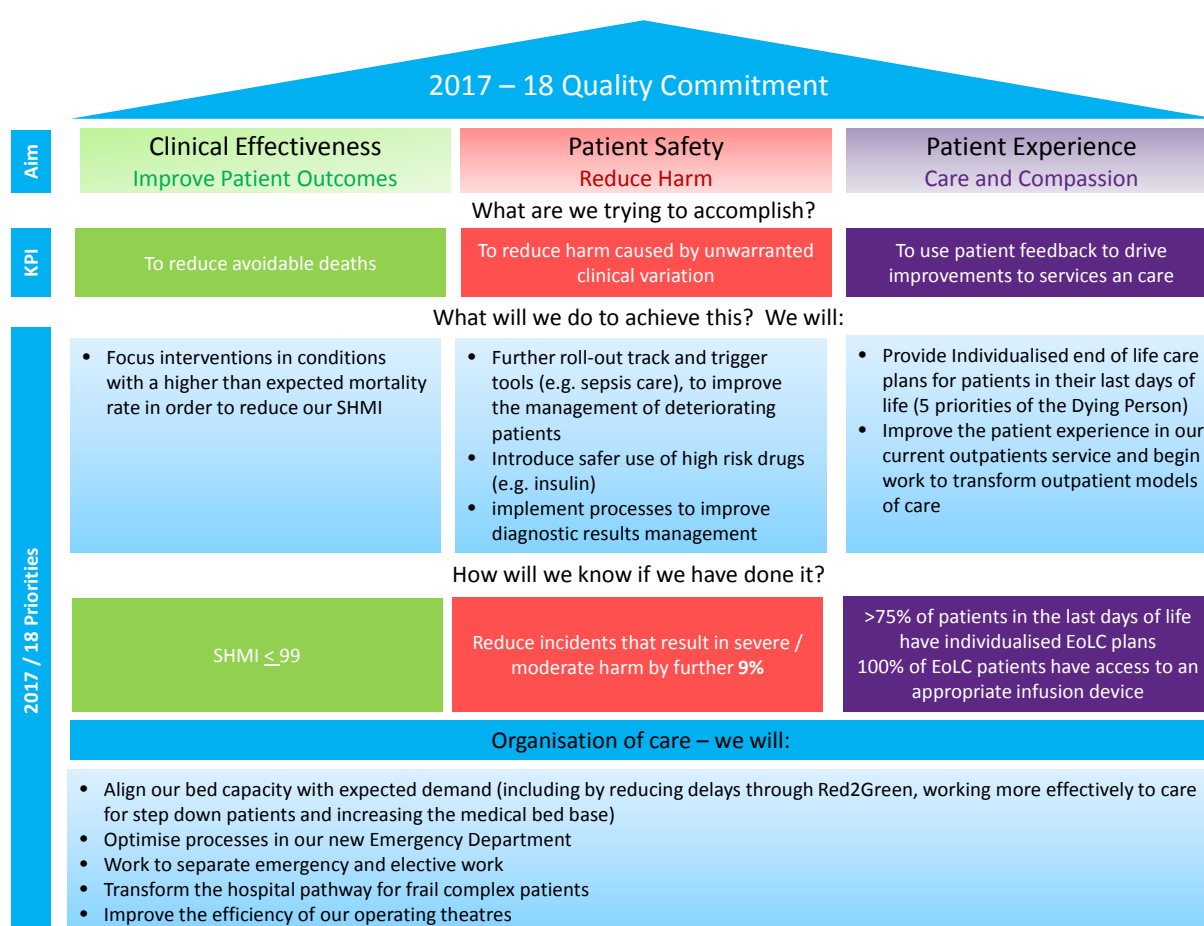 2017 – 18 Quality Commitment
Aim
Clinical Effectiveness
Improve Patient Outcomes
Patient Safety
Reduce Harm
Patient Experience
Care and Compassion
What are we trying to accomplish?
KPI
To reduce avoidable deaths
To reduce harm caused by unwarranted
clinical variation
To use patient feedback to drive
improvements to services an care
What will we do to achieve this?  We will:
2017 / 18 Priorities
• Focus interventions in conditions
with a higher than expected mortality
rate in order to reduce our SHMI
• Further roll-out track and trigger
tools (e.g. sepsis care), to improve
the management of deteriorating
patients
• Introduce safer use of high risk drugs
(e.g. insulin)
• implement processes to improve
diagnostic results management
• Provide Individualised end of life care
plans for patients in their last days of
life (5 priorities of the Dying Person)
• Improve the patient experience in our
current outpatients service and begin
work to transform outpatient models
of care
How will we know if we have done it?
SHMI < 99
Reduce incidents that result in severe /
moderate harm by further 9%
>75% of patients in the last days of life
have individualised EoLC plans
100% of EoLC patients have access to an
appropriate infusion device
Organisation of care – we will:
• Align our bed capacity with expected demand (including by reducing delays through Red2Green, working more effectively to care
for step down patients and increasing the medical bed base)
• Optimise processes in our new Emergency Department
• Work to separate emergency and elective work
• Transform the hospital pathway for frail complex patients
• Improve the efficiency of our operating theatres